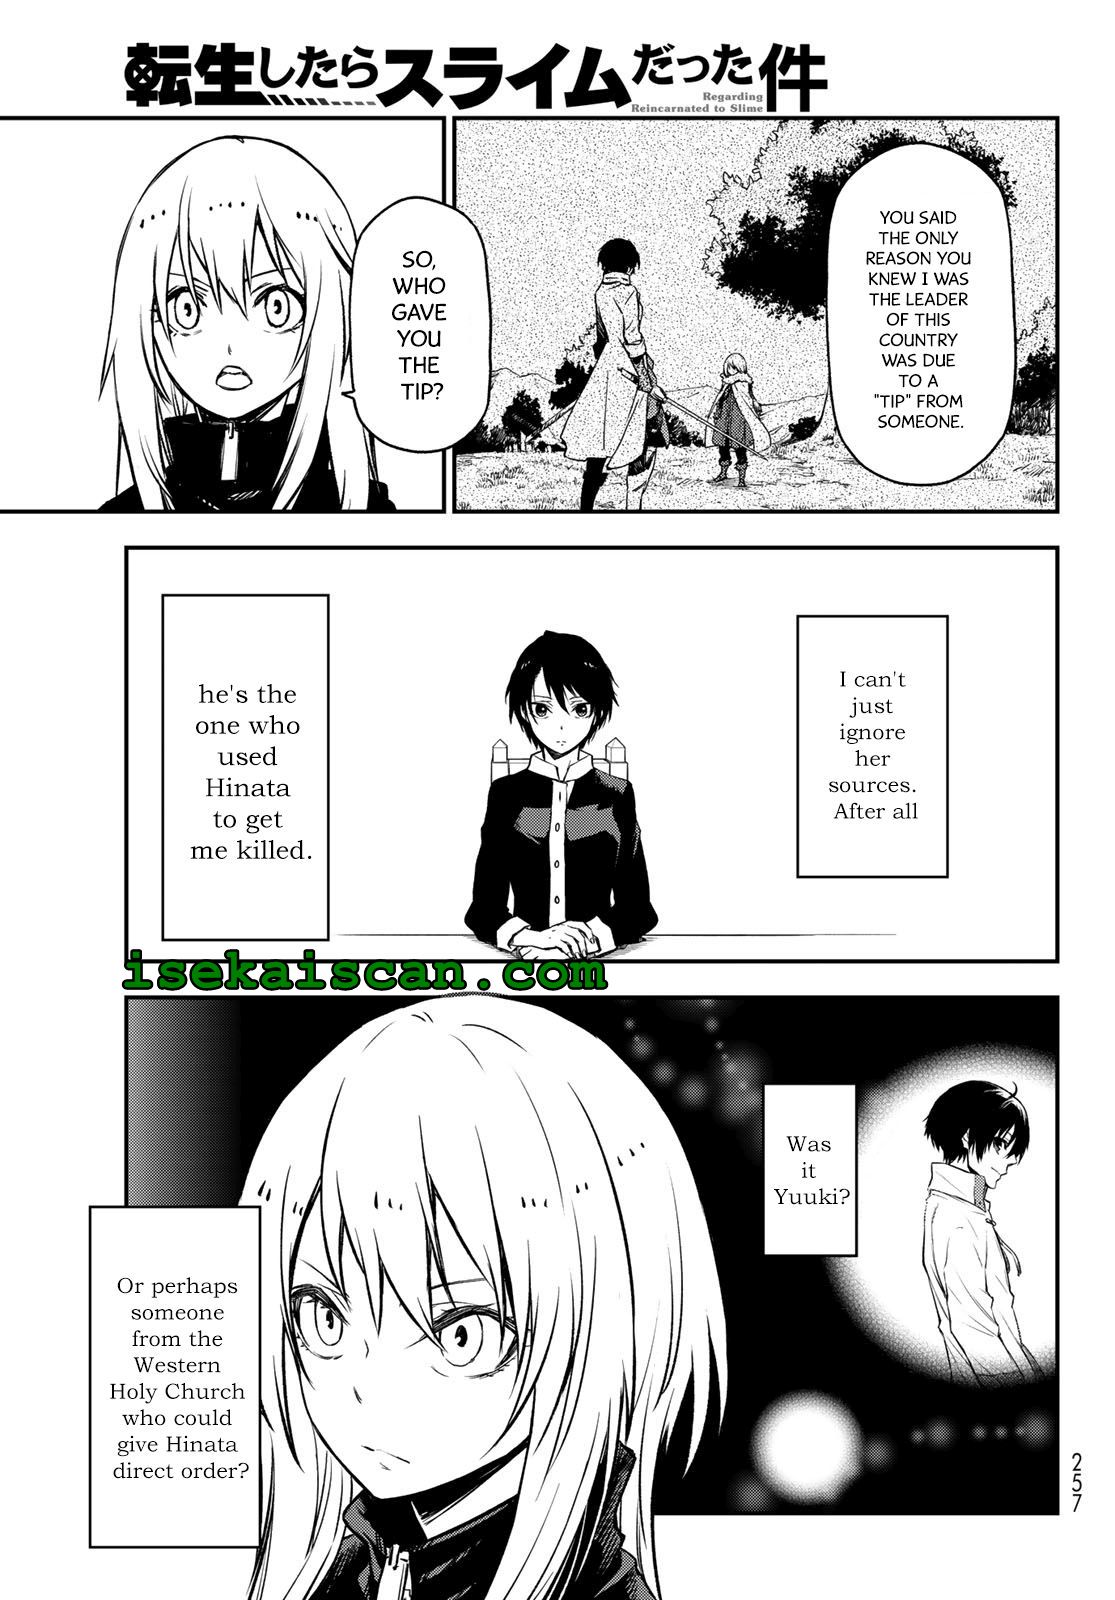 転生したらスライムだった件
Regarding
Reincarnated to Slime
YOU SAID
THE ONLY
REASON YOU
KNEW I WAS
THE LEADER
OF THIS
COUNTRY
WAS DUE
TO A
"TIP" FROM
SOMEONE.
SO,
WHO
GAVE
YOU
THE
TIP?
I can't
just
ignore
her
sources.
After all
he's the
one who
used
Hinata
to get
me killed.
isekaiscan.com
Was
it
Yuuki?
Or perhaps
someone
from the
Western
Holy Church
who could
give Hinata
direct order?
257